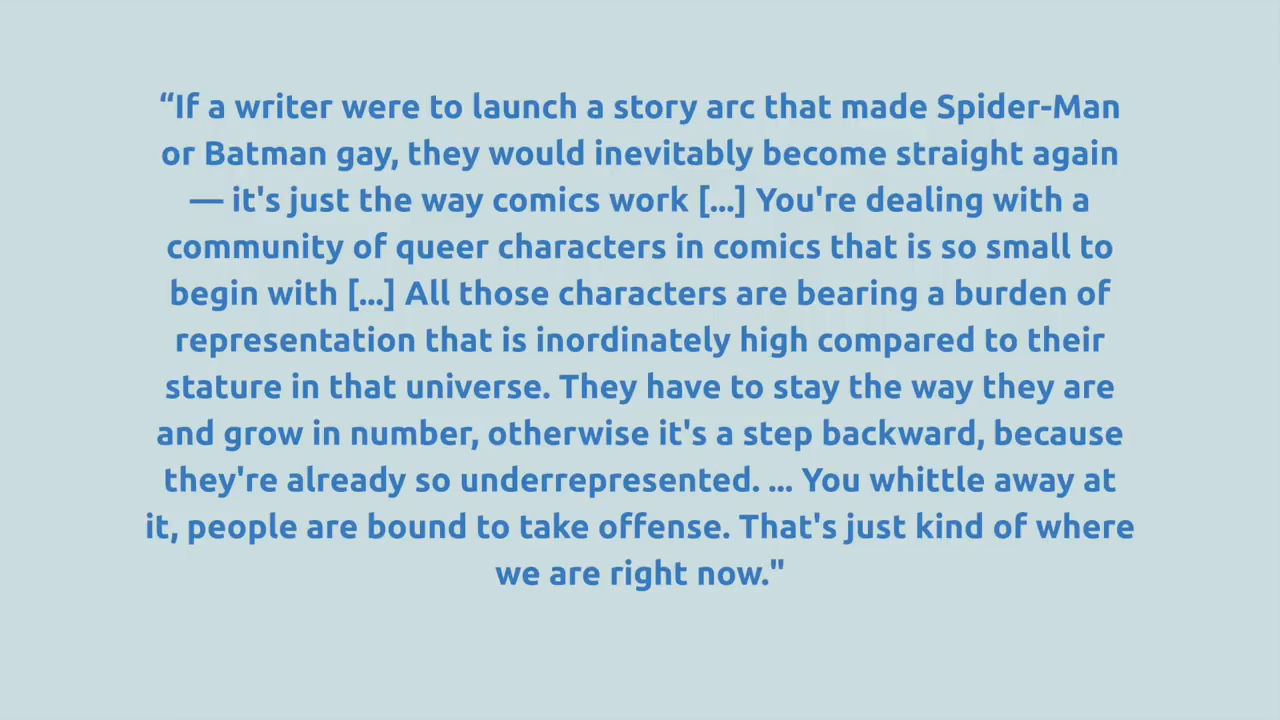 “If a writer were to launch a story arc that made Spider-Man
or Batman gay, they would inevitably become straight again
— it's just the way comics work [...] You're dealing with a
community of queer characters in comics that is so small to
begin with [...] All those characters are bearing a burden of
representation that is inordinately high compared to their
stature in that universe. They have to stay the way they are
and grow in number, otherwise it's a step backward, because
they're already so underrepresented. ... You whittle away at
it, people are bound to take offense. That's just kind of where
we are right now."